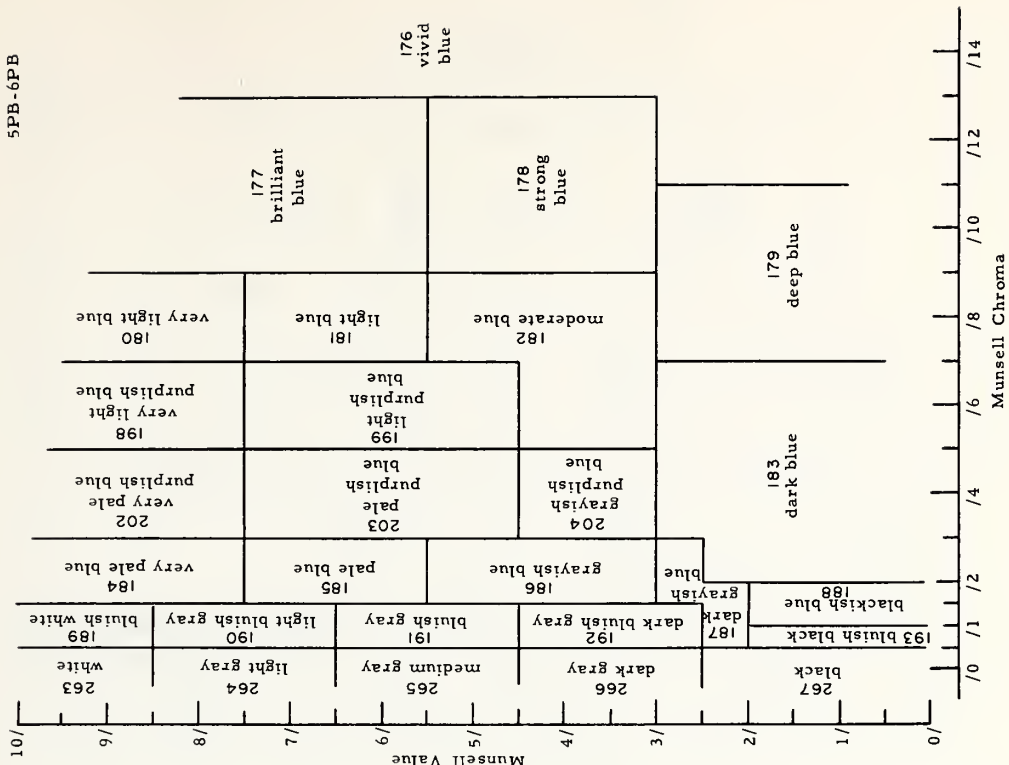 5PB-6PB
176
vivid
blue
177
brilliant
blue
178
strong
blue
179
deep blue
180
very light blue
181
light blue
182
moderate blue
183
dark blue
198
very light
purplish blue
199
light
purplish
blue
202
very pale
purplish blue
203
pale
purplish
blue
204
grayish
purplish
blue
184
very pale blue
185
pale blue
186
grayish blue
187
dark
grayish
blue
188
blackish blue
189
bluish white
190
light bluish gray
191
bluish gray
192
dark bluish gray
193 bluish black
263
white
264
light gray
265
medium gray
266
dark gray
267
black
10/
9/
8/
7/
6/
5/
4/
3/
2/
1/
0/
Munsell Value
/0
/1
/2
/4
/6
/8
/10
/12
/14
Munsell Chroma